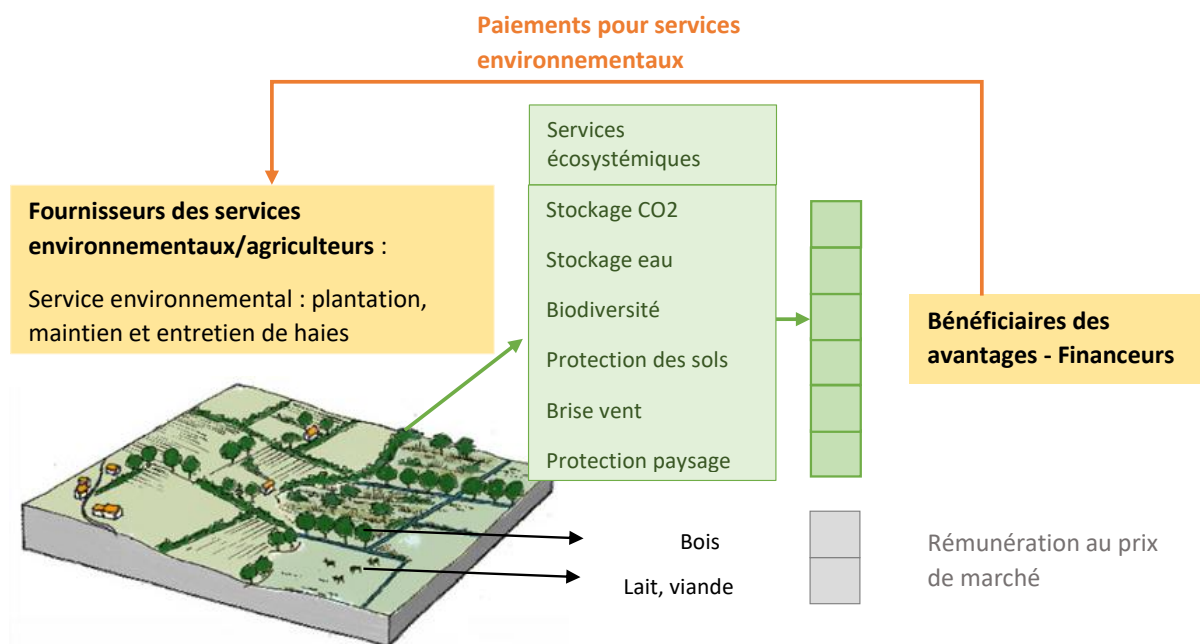 Paiements pour services
environnementaux
Services
écosystémiques
Fournisseurs des services
environnementaux/agriculteurs :
Service environnemental : plantation,
maintien et entretien de haies
Stockage CO2
Stockage eau
Biodiversité
Protection des sols
Brise vent
Protection paysage
Bénéficiaires des
avantages - Financeurs
Bois
Lait, viande
Rémunération au prix
de marché